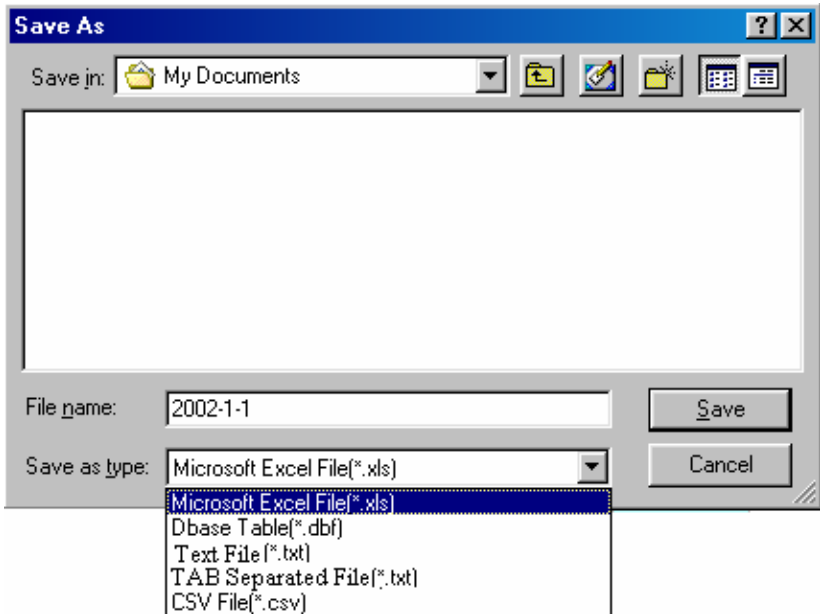 Save As
Save in: My Documents
File name: 2002-1-1 Save
Save as type: Microsoft Excel File(*.xls) Cancel
Microsoft Excel File(*.xls)
Dbase Table(*.dbf)
Text File(*.txt)
TAB Separated File(*.txt)
CSV File(*.csv)